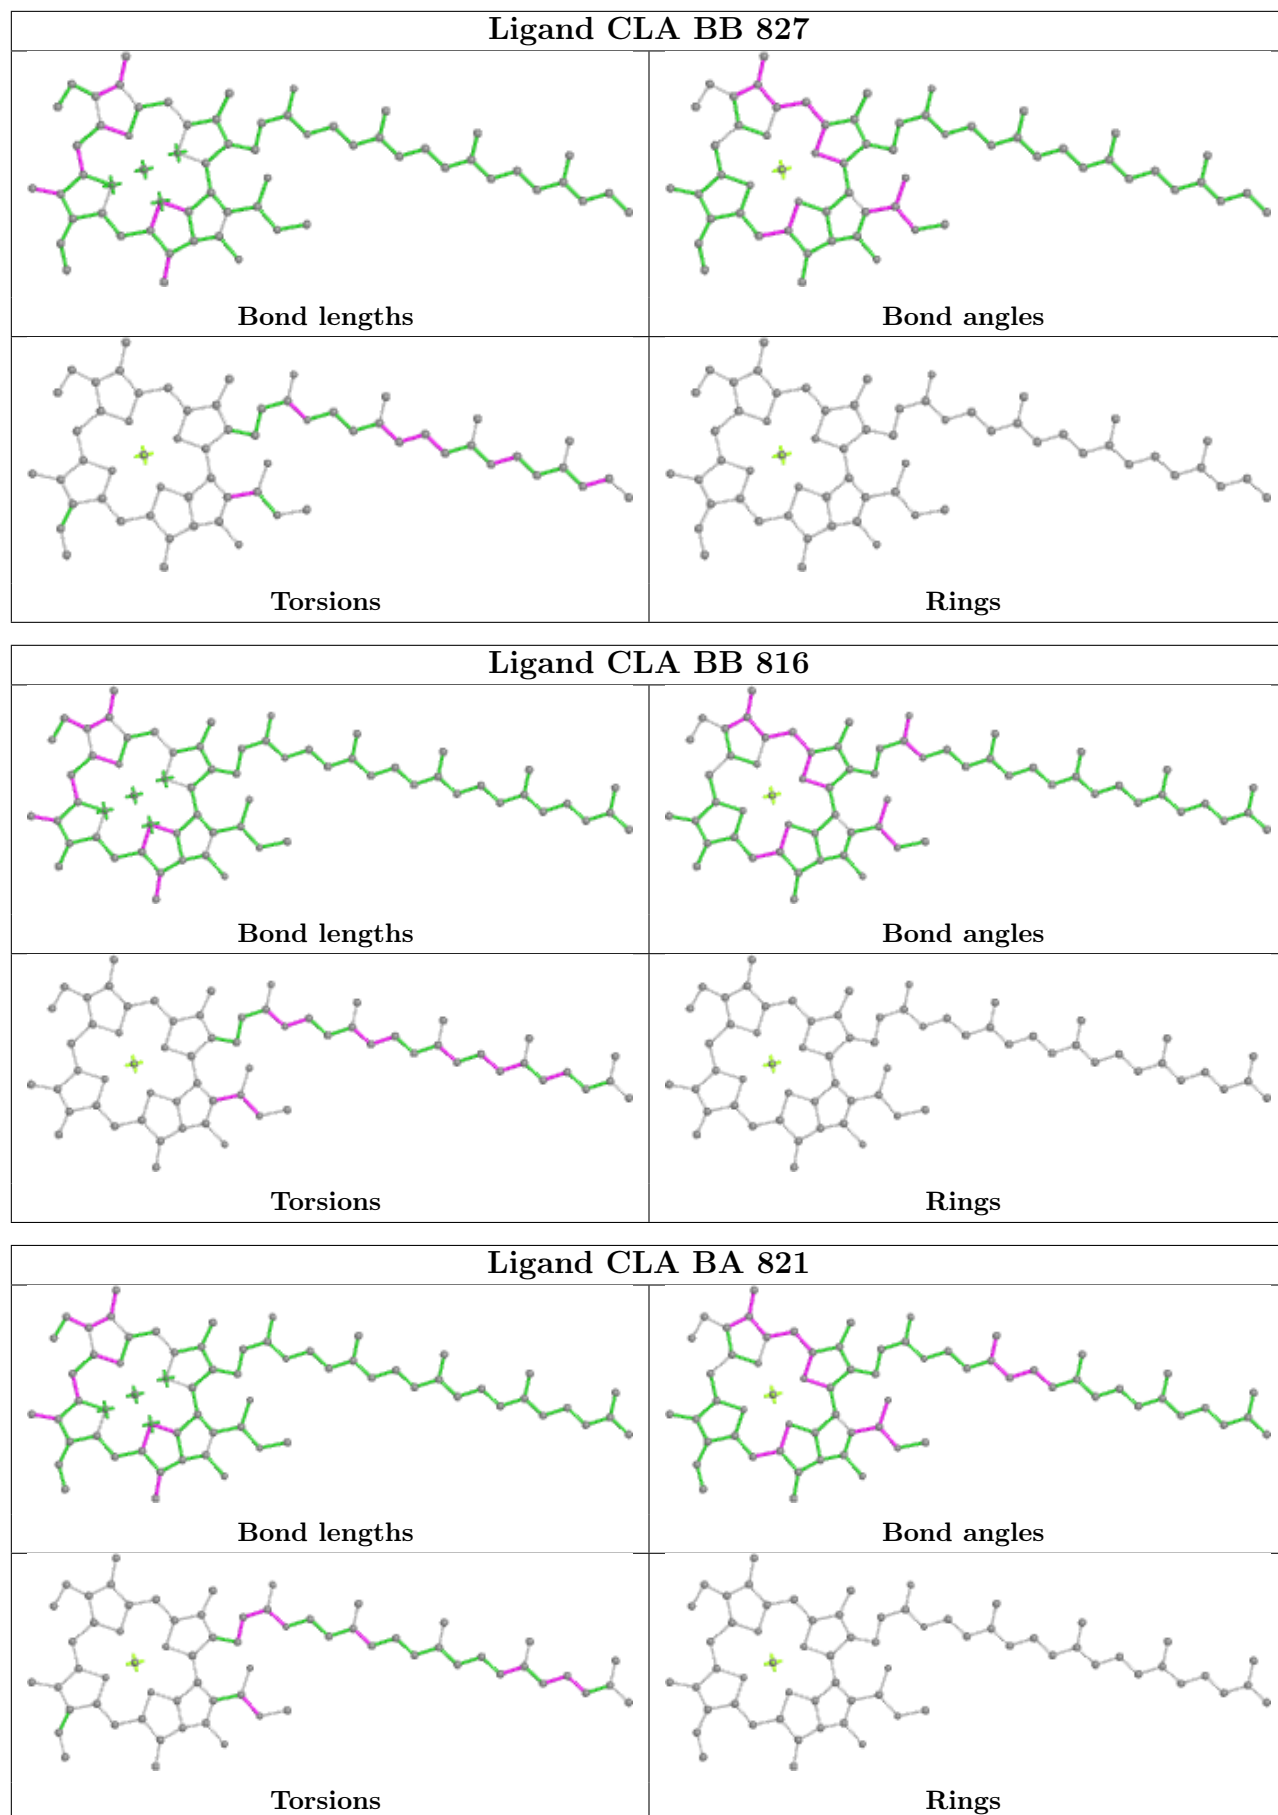 Ligand CLA BB 827
Bond lengths
Bond angles
Torsions
Rings
Ligand CLA BB 816
Bond lengths
Bond angles
Torsions
Rings
Ligand CLA BA 821
Bond lengths
Bond angles
Torsions
Rings